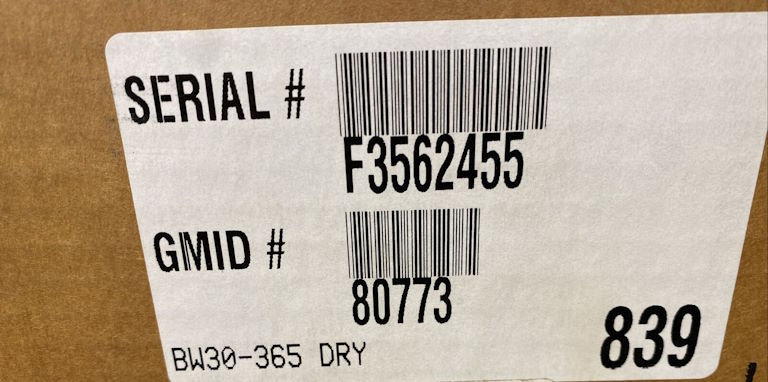 SERIAL #
F3562455
GMID #
80773
BW30-365 DRY
839